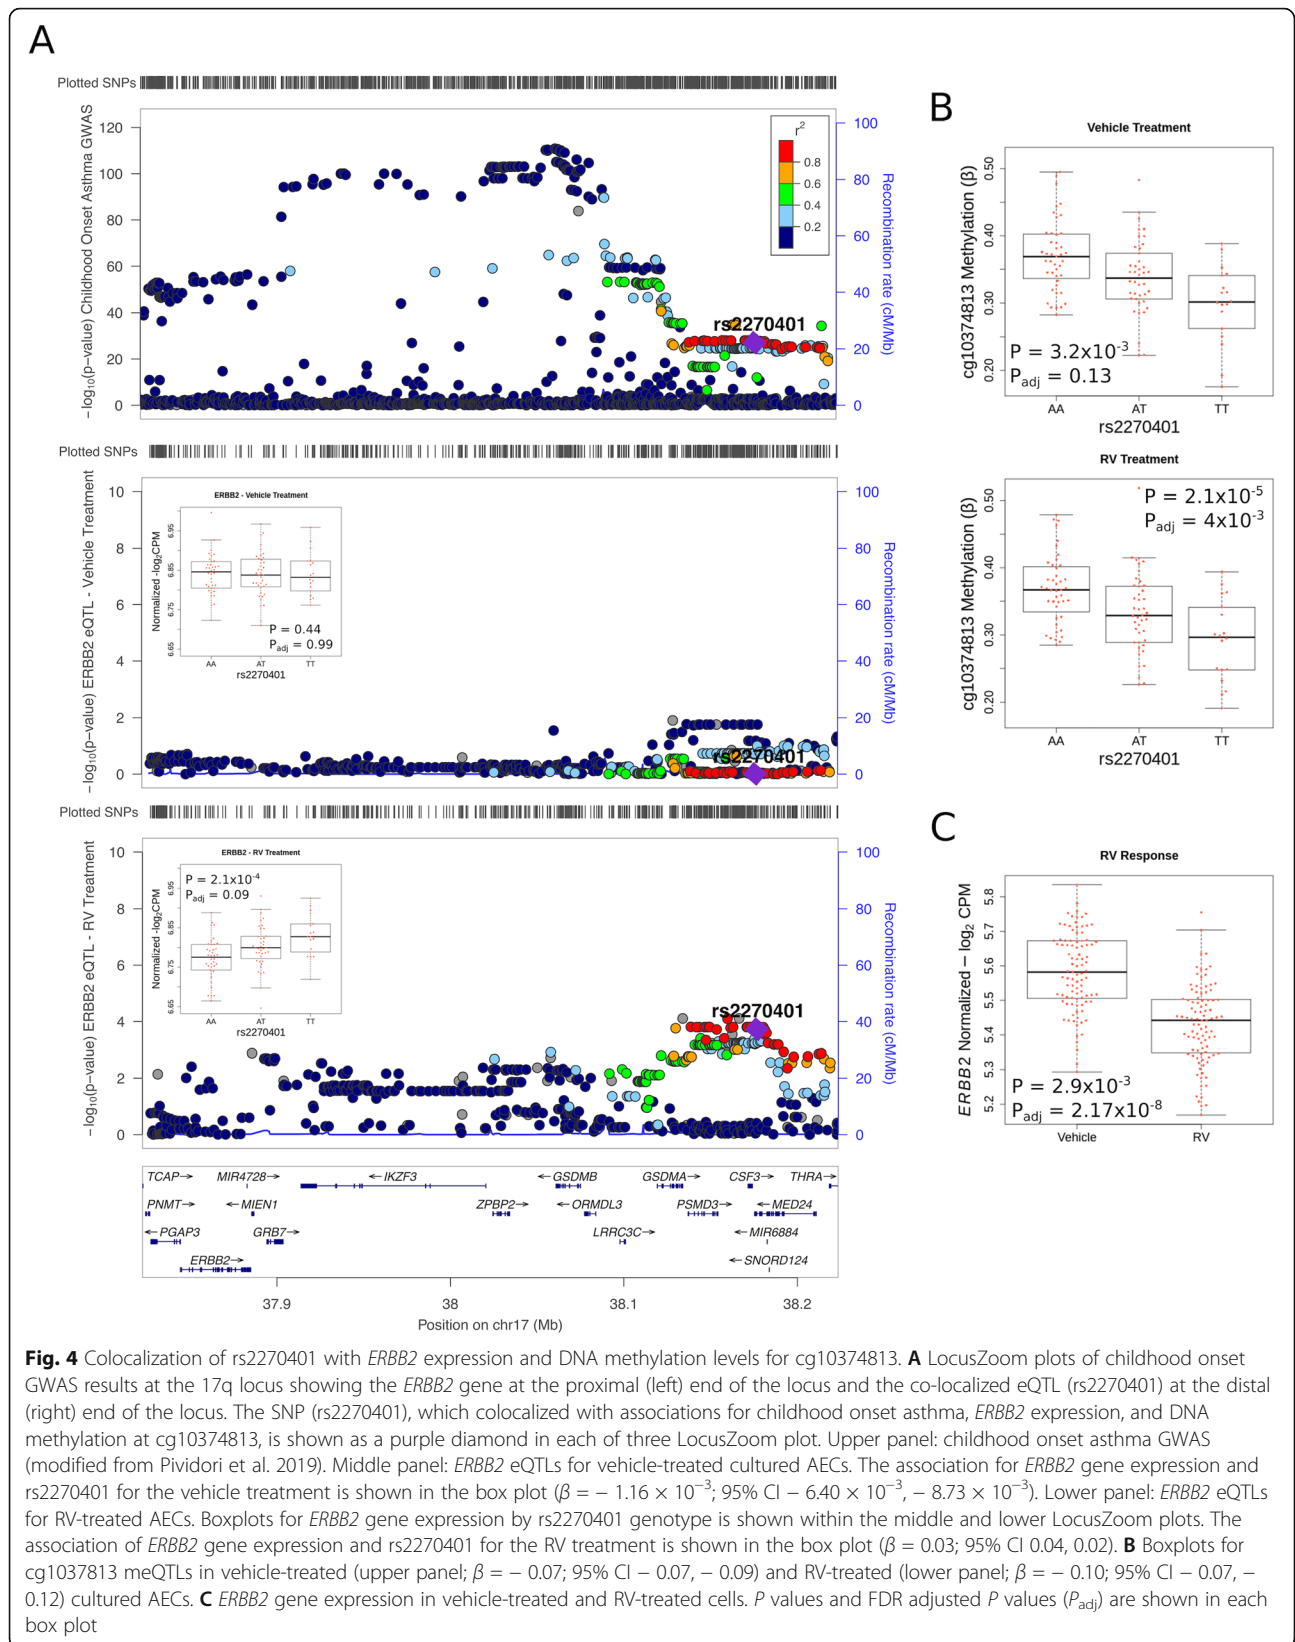 A
Plotted SNPs
−log₁₀(p−value) Childhood Onset Asthma GWAS
120
100
80
60
40
20
0
r²
0.8
0.6
0.4
0.2
rs2270401
100
80
60
40
20
0
Recombination rate (cM/Mb)
Plotted SNPs
−log₁₀(p−value) ERBB2 eQTL - Vehicle Treatment
10
8
6
4
2
0
ERBB2 - Vehicle Treatment
Normalized -log₂CPM
6.95
6.85
6.75
6.65
P = 0.44
Padj = 0.99
AA AT TT
rs2270401
rs2270401
100
80
60
40
20
0
Recombination rate (cM/Mb)
Plotted SNPs
−log₁₀(p−value) ERBB2 eQTL - RV Treatment
10
8
6
4
2
0
ERBB2 - RV Treatment
Normalized -log₂CPM
6.95
6.85
6.75
6.65
P = 2.1x10⁻⁴
Padj = 0.09
AA AT TT
rs2270401
rs2270401
100
80
60
40
20
0
Recombination rate (cM/Mb)
TCAP→ MIR4728→ ←IKZF3 ←GSDMB GSDMA→ CSF3→ THRA→
PNMT→ ←MIEN1 ZPBP2→ ←ORMDL3 PSMD3→ ←MED24
←PGAP3 GRB7→ LRRC3C→ ←MIR6884
ERBB2→ ←SNORD124
37.9 38 38.1 38.2
Position on chr17 (Mb)
B
Vehicle Treatment
cg10374813 Methylation (β)
0.50
0.40
0.30
0.20
P = 3.2x10⁻³
Padj = 0.13
AA AT TT
rs2270401
RV Treatment
cg10374813 Methylation (β)
0.50
0.40
0.30
0.20
P = 2.1x10⁻⁵
Padj = 4x10⁻³
AA AT TT
rs2270401
C
RV Response
ERBB2 Normalized − log₂ CPM
5.8
5.7
5.6
5.5
5.4
5.3
5.2
P = 2.9x10⁻³
Padj = 2.17x10⁻⁸
Vehicle RV
Fig. 4 Colocalization of rs2270401 with ERBB2 expression and DNA methylation levels for cg10374813. A LocusZoom plots of childhood onset
GWAS results at the 17q locus showing the ERBB2 gene at the proximal (left) end of the locus and the co-localized eQTL (rs2270401) at the distal
(right) end of the locus. The SNP (rs2270401), which colocalized with associations for childhood onset asthma, ERBB2 expression, and DNA
methylation at cg10374813, is shown as a purple diamond in each of three LocusZoom plot. Upper panel: childhood onset asthma GWAS
(modified from Pividori et al. 2019). Middle panel: ERBB2 eQTLs for vehicle-treated cultured AECs. The association for ERBB2 gene expression and
rs2270401 for the vehicle treatment is shown in the box plot (β = − 1.16 × 10⁻³; 95% CI − 6.40 × 10⁻³, − 8.73 × 10⁻³). Lower panel: ERBB2 eQTLs
for RV-treated AECs. Boxplots for ERBB2 gene expression by rs2270401 genotype is shown within the middle and lower LocusZoom plots. The
association of ERBB2 gene expression and rs2270401 for the RV treatment is shown in the box plot (β = 0.03; 95% CI 0.04, 0.02). B Boxplots for
cg1037813 meQTLs in vehicle-treated (upper panel; β = − 0.07; 95% CI − 0.07, − 0.09) and RV-treated (lower panel; β = − 0.10; 95% CI − 0.07, −
0.12) cultured AECs. C ERBB2 gene expression in vehicle-treated and RV-treated cells. P values and FDR adjusted P values (Padj) are shown in each
box plot